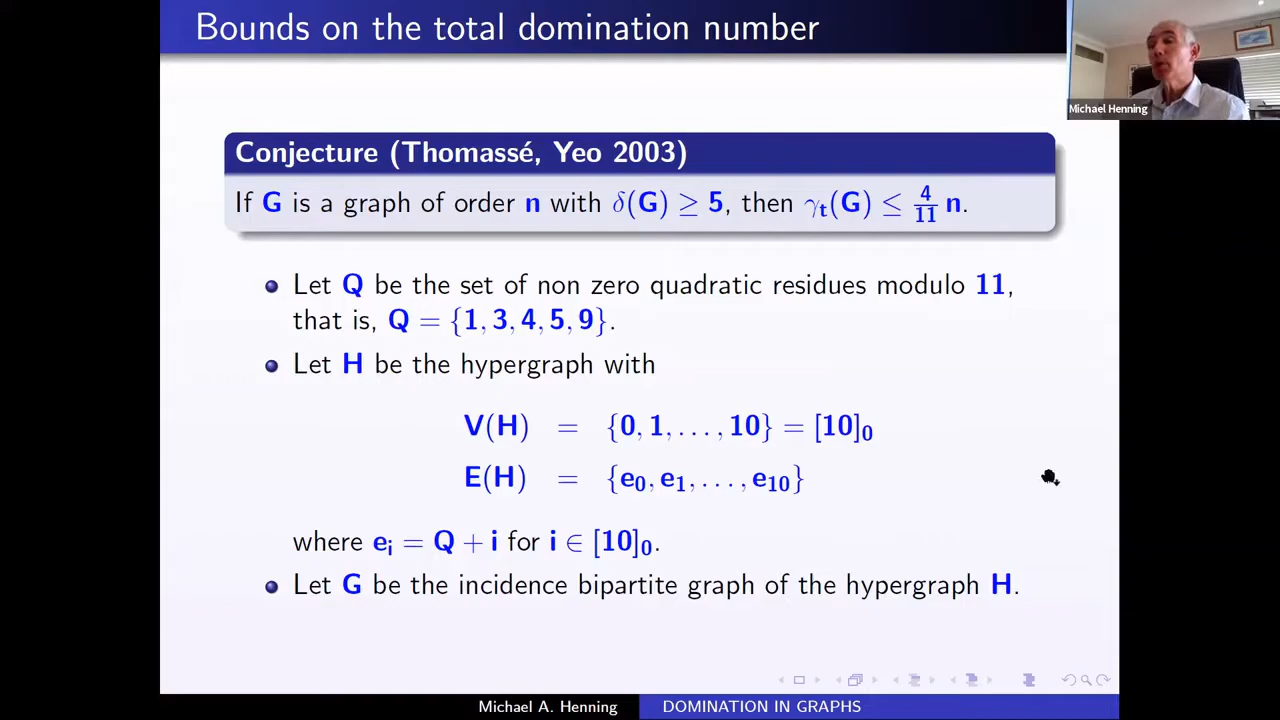 Bounds on the total domination number
Michael Henning
Conjecture (Thomassé, Yeo 2003)
If G is a graph of order n with δ(G) ≥ 5, then γₜ(G) ≤ 4/11 n.
Let Q be the set of non zero quadratic residues modulo 11,
that is, Q = {1, 3, 4, 5, 9}.
Let H be the hypergraph with
V(H) = {0, 1, . . . , 10} = [10]₀
E(H) = {e₀, e₁, . . . , e₁₀}
where eᵢ = Q + i for i ∈ [10]₀.
Let G be the incidence bipartite graph of the hypergraph H.
Michael A. Henning DOMINATION IN GRAPHS